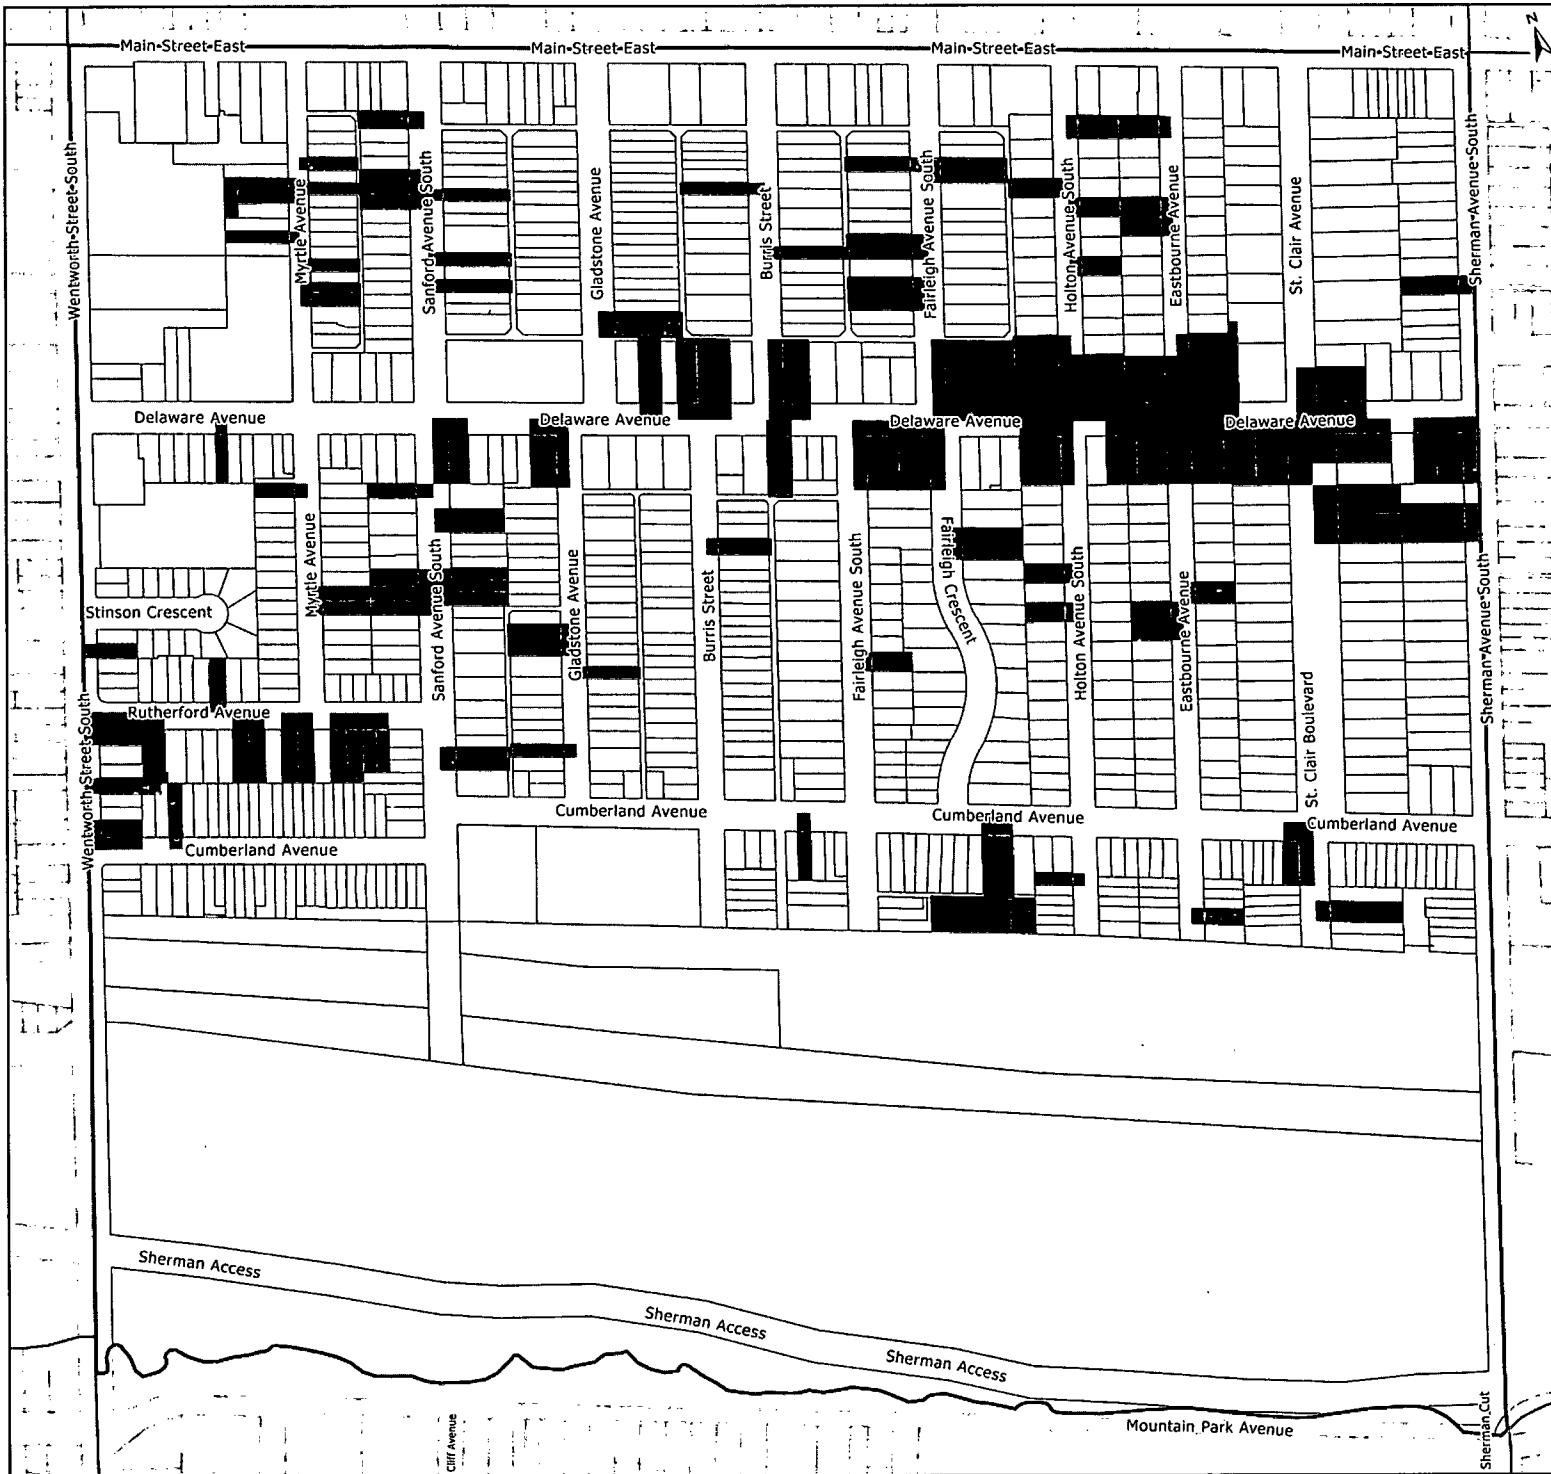 N
Main Street East
Main Street East
Main Street East
Main Street East
Wentworth Street South
Myrtle Avenue
Sanford Avenue South
Gladstone Avenue
Burris Street
Fairleigh Avenue South
Holton Avenue South
Eastbourne Avenue
St. Clair Avenue
Sherman Avenue South
Delaware Avenue
Delaware Avenue
Delaware Avenue
Delaware Avenue
Myrtle Avenue
Sanford Avenue South
Gladstone Avenue
Burris Street
Fairleigh Avenue South
Fairleigh Crescent
Holton Avenue South
Eastbourne Avenue
St. Clair Boulevard
Sherman Avenue South
Stinson Crescent
Rutherford Avenue
Wentworth Street South
Cumberland Avenue
Cumberland Avenue
Cumberland Avenue
Cumberland Avenue
Sherman Access
Sherman Access
Sherman Access
Mountain Park Avenue
Cliff Avenue
Sherman Cut